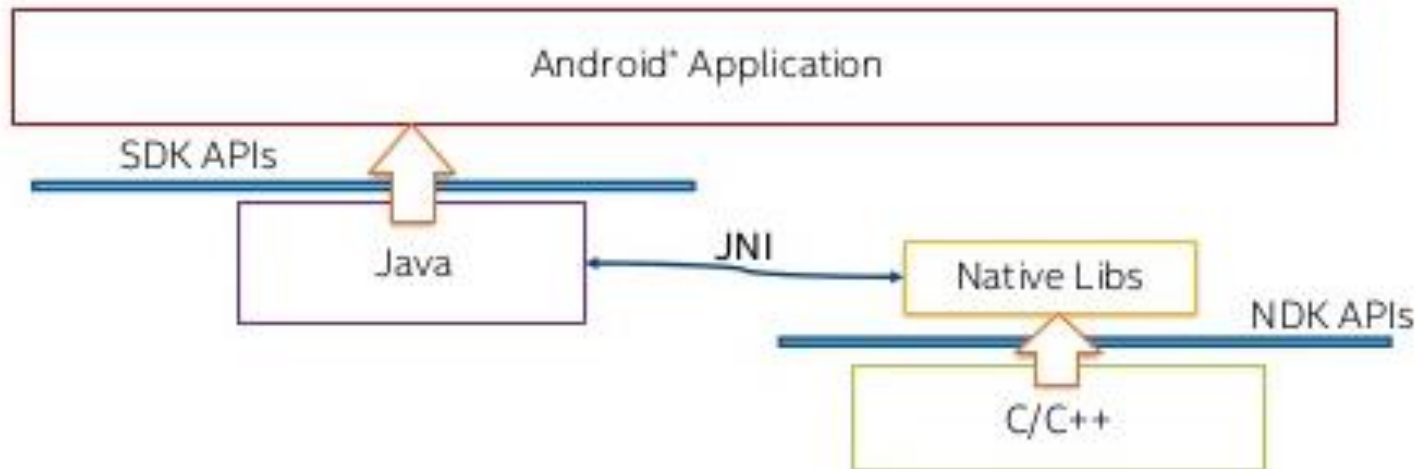 Android* Application
SDK APIs
JNI
Java
Native Libs
NDK APIs
C/C++